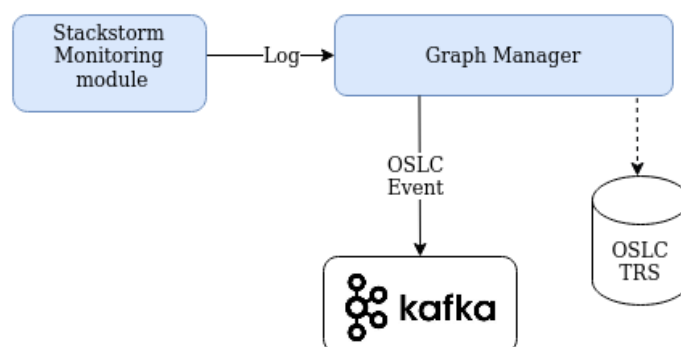 Stackstorm
Monitoring
module
Log
Graph Manager
OSLC
Event
OSLC
TRS
kafka